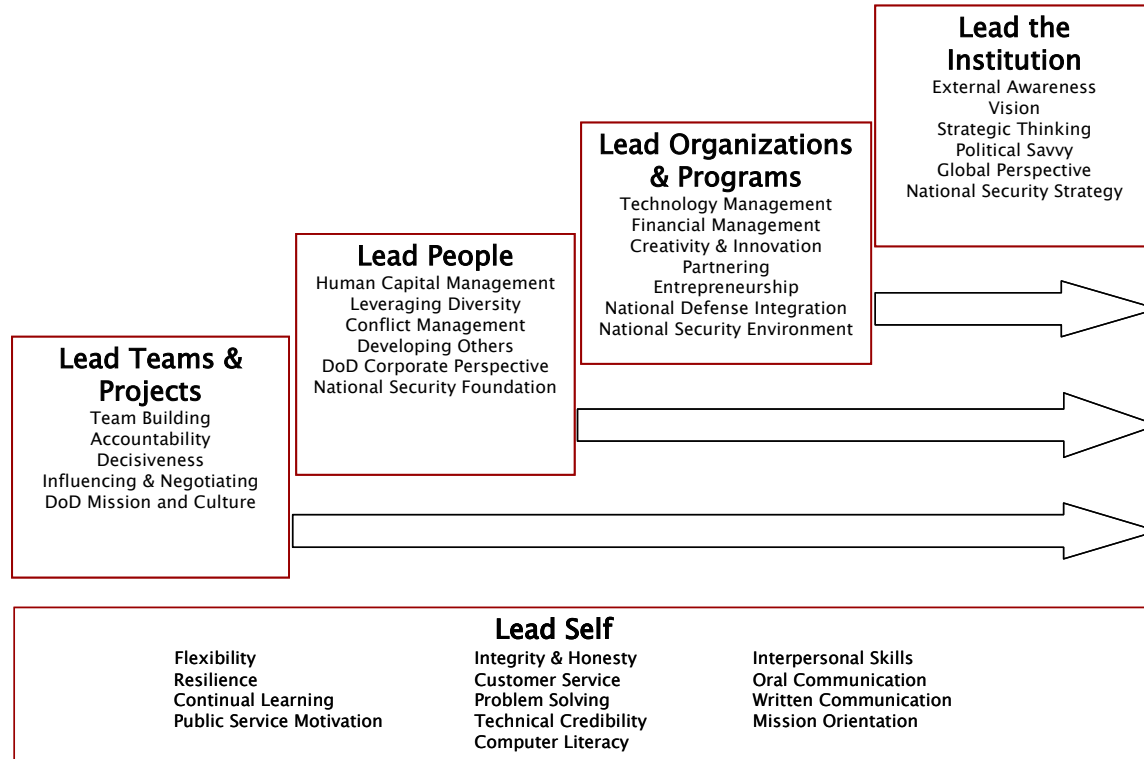 Lead the
Institution
External Awareness
Vision
Strategic Thinking
Political Savvy
Global Perspective
National Security Strategy
Lead Organizations
& Programs
Technology Management
Financial Management
Creativity & Innovation
Partnering
Entrepreneurship
National Defense Integration
National Security Environment
Lead People
Human Capital Management
Leveraging Diversity
Conflict Management
Developing Others
DoD Corporate Perspective
National Security Foundation
Lead Teams &
Projects
Team Building
Accountability
Decisiveness
Influencing & Negotiating
DoD Mission and Culture
Lead Self
Flexibility
Resilience
Continual Learning
Public Service Motivation
Integrity & Honesty
Customer Service
Problem Solving
Technical Credibility
Computer Literacy
Interpersonal Skills
Oral Communication
Written Communication
Mission Orientation